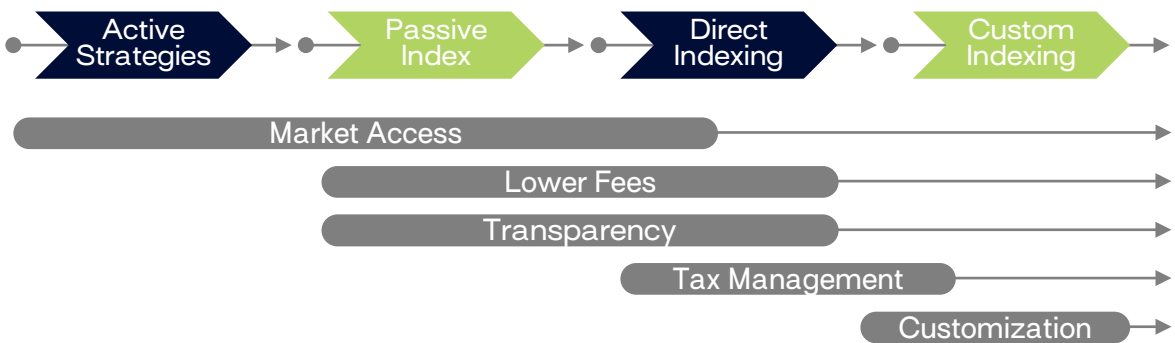 Active
Strategies
Passive
Index
Direct
Indexing
Custom
Indexing
Market Access
Lower Fees
Transparency
Tax Management
Customization